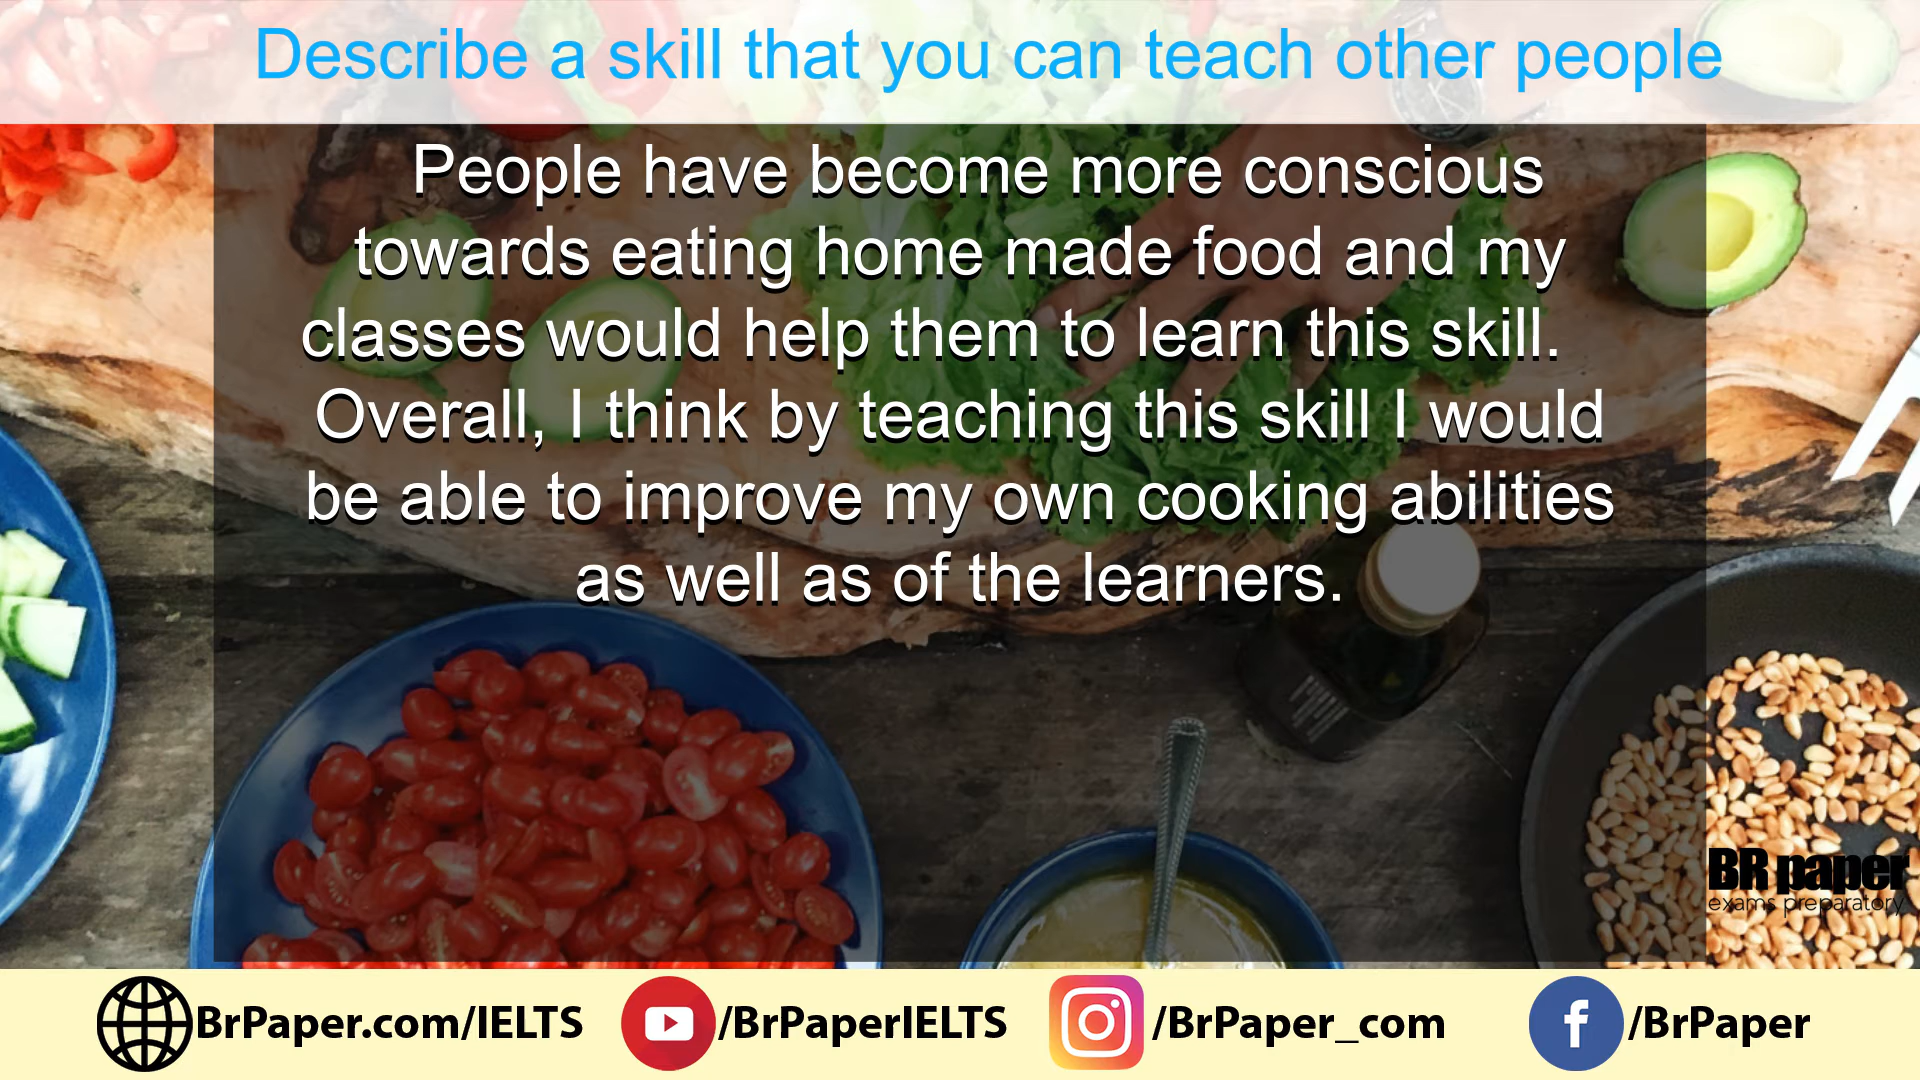 Describe a skill that you can teach other people
People have become more conscious
towards eating home made food and my
classes would help them to learn this skill.
Overall, I think by teaching this skill I would
be able to improve my own cooking abilities
as well as of the learners.
BR paper
exams preparatory
BrPaper.com/IELTS
/BrPaperIELTS
/BrPaper_com
/BrPaper